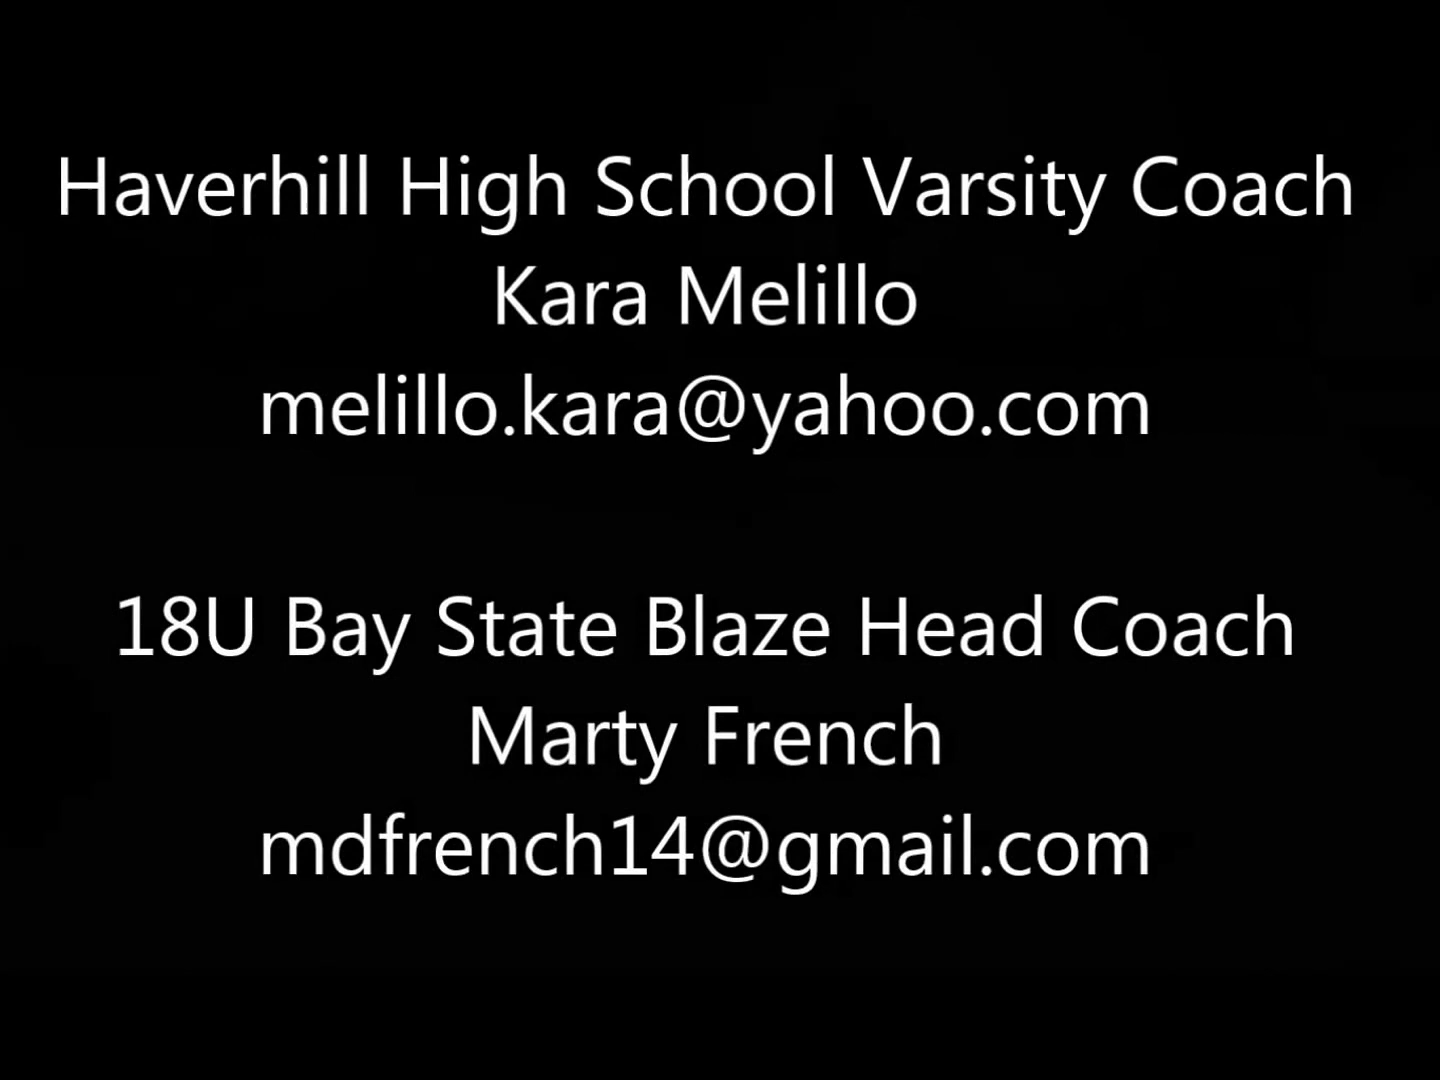 Haverhill High School Varsity Coach
Kara Melillo
melillo.kara@yahoo.com
18U Bay State Blaze Head Coach
Marty French
mdfrench14@gmail.com